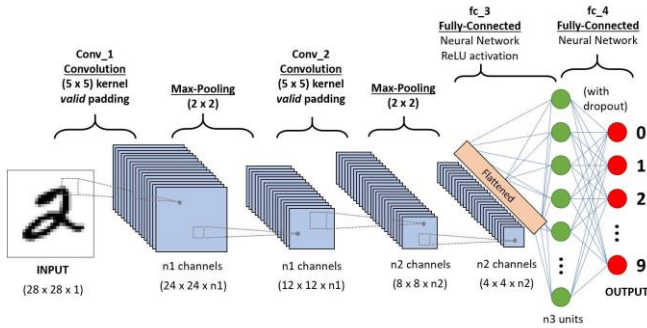 fc_3
Fully-Connected
Neural Network
ReLU activation
fc_4
Fully-Connected
Neural Network
Conv_1
Convolution
(5 x 5) kernel
valid padding
Max-Pooling
(2 x 2)
Conv_2
Convolution
(5 x 5) kernel
valid padding
Max-Pooling
(2 x 2)
(with
dropout)
Flattened
0
1
2
9
2
INPUT
(28 x 28 x 1)
n1 channels
(24 x 24 x n1)
n1 channels
(12 x 12 x n1)
n2 channels
(8 x 8 x n2)
n2 channels
(4 x 4 x n2)
n3 units
OUTPUT